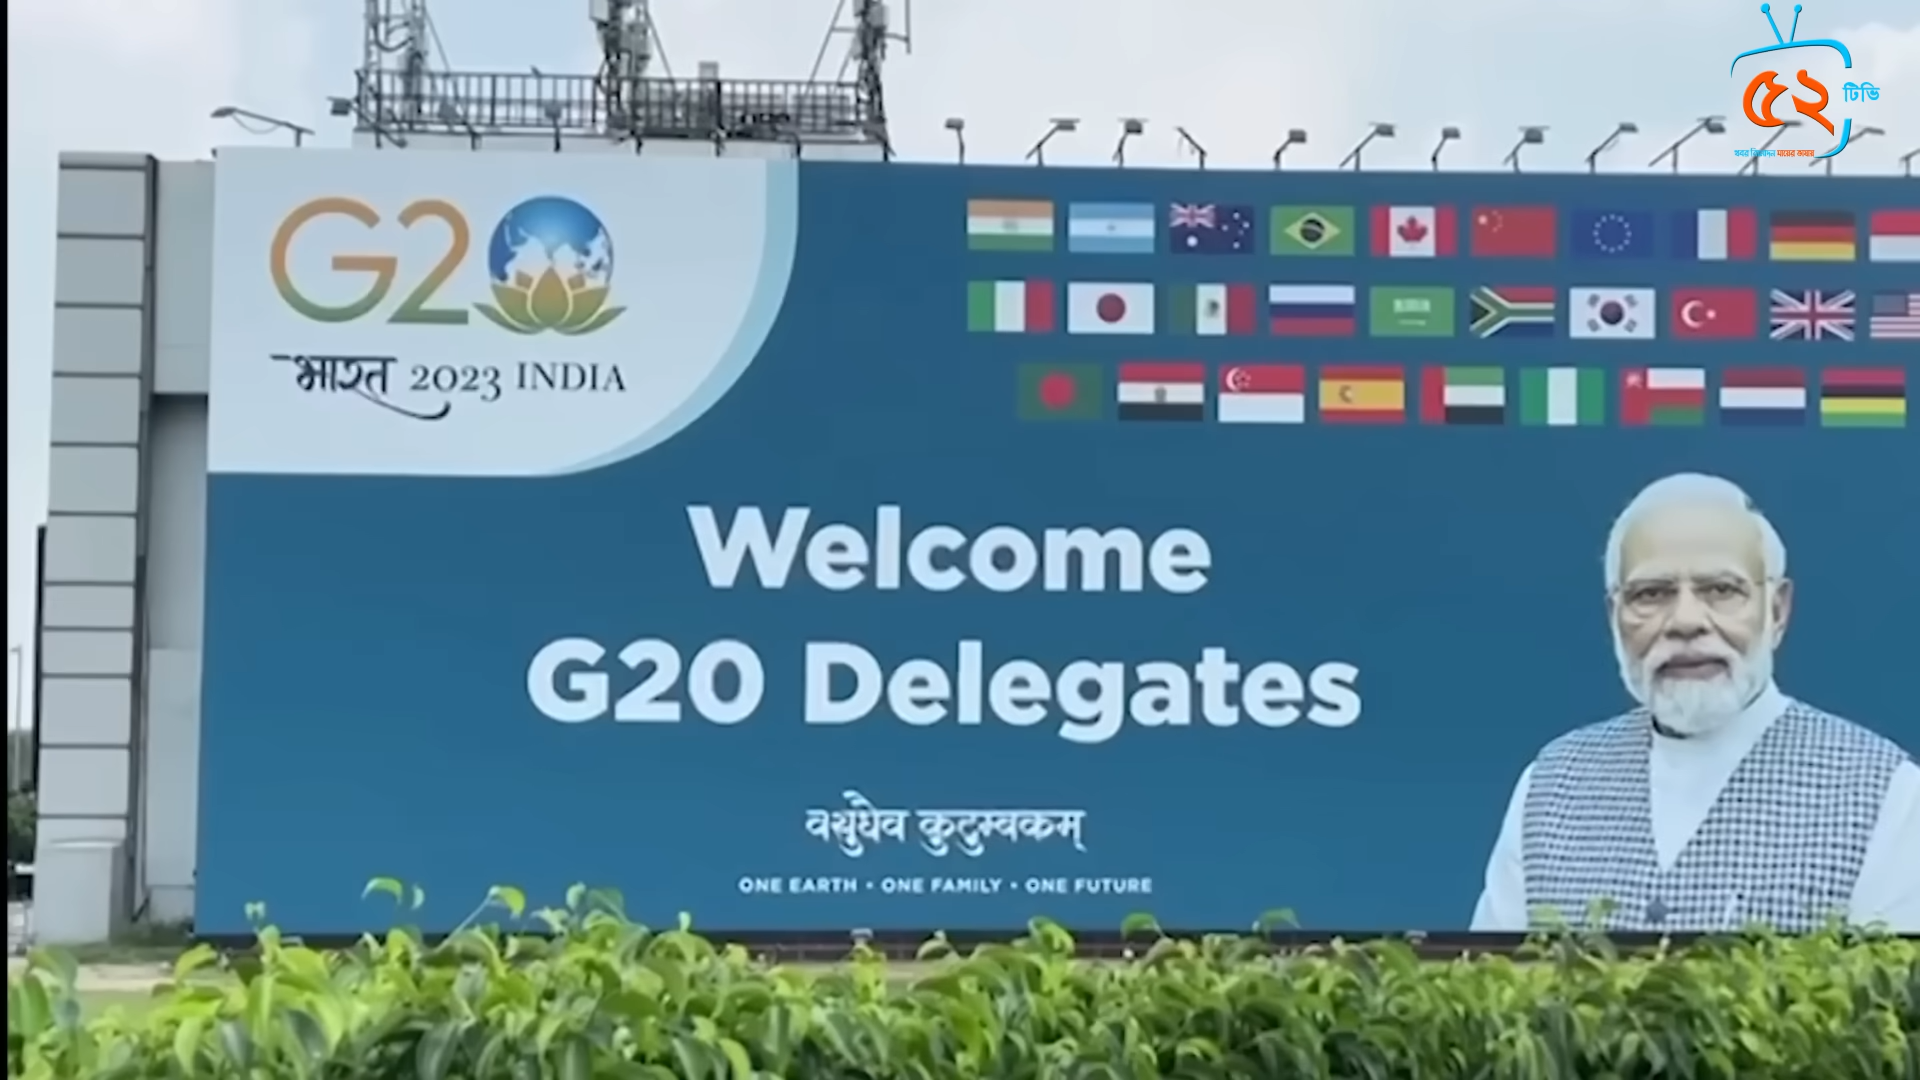 ৫২ টিভি
G20
भारत 2023 INDIA
Welcome
G20 Delegates
वसुधैव कुटुम्बकम्
ONE EARTH • ONE FAMILY • ONE FUTURE